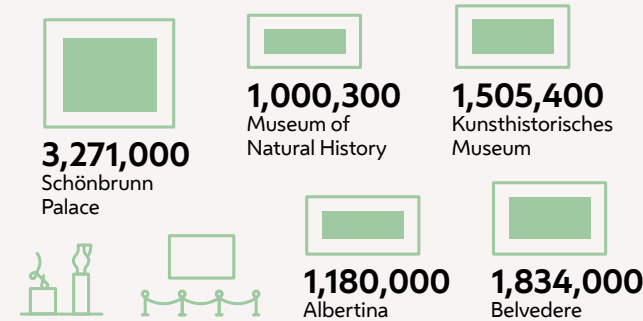 3,271,000
Schönbrunn
Palace
1,000,300
Museum of
Natural History
1,505,400
Kunsthistorisches
Museum
1,180,000
Albertina
1,834,000
Belvedere